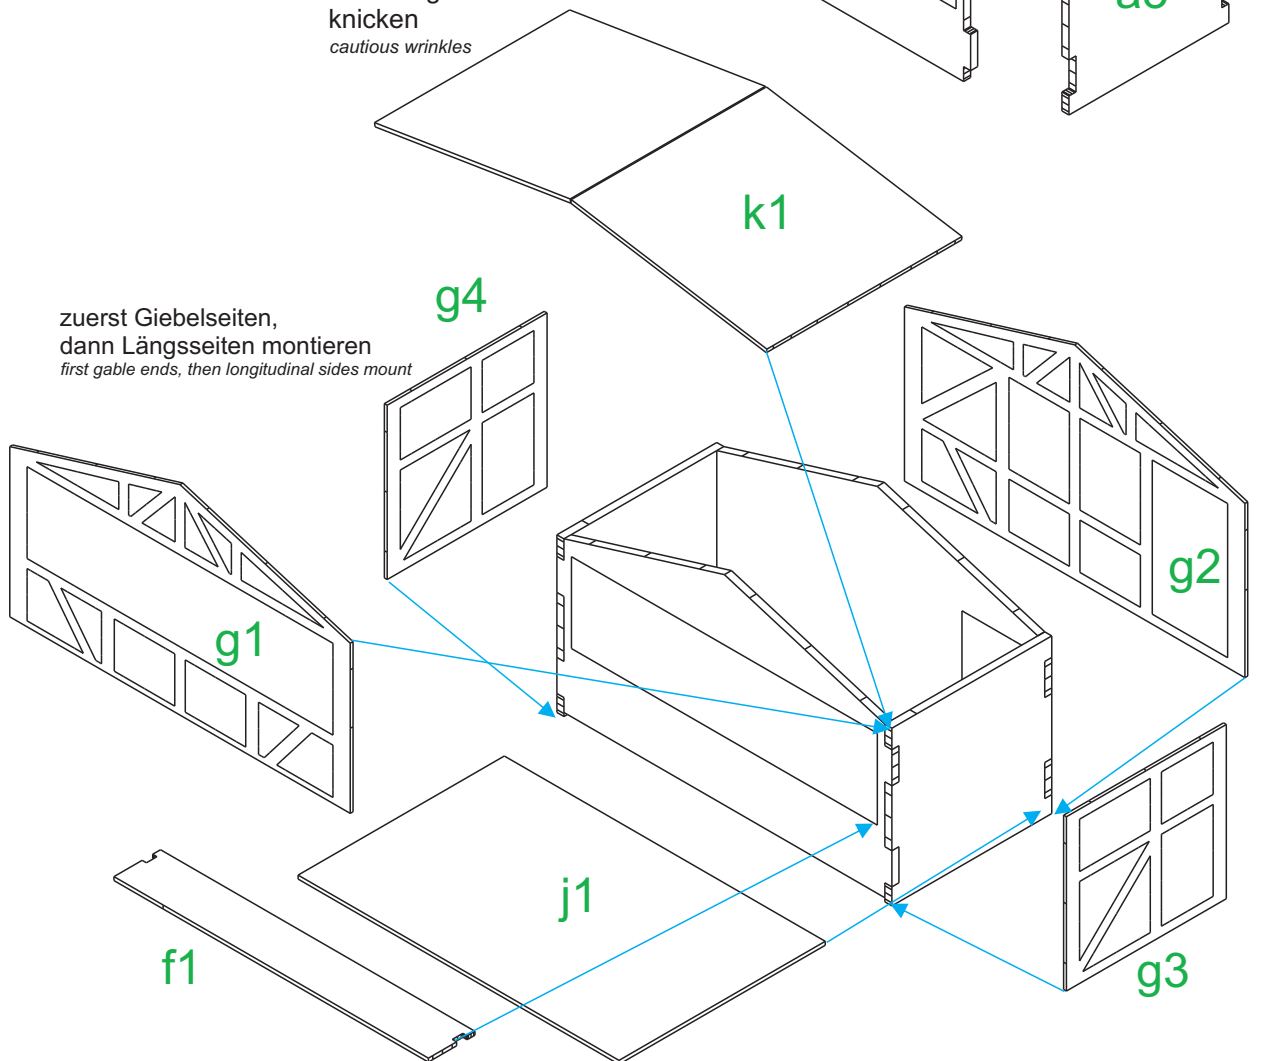 knicken
cautious wrinkles
k1
g4
zuerst Giebelseiten,
dann Längsseiten montieren
first gable ends, then longitudinal sides mount
g2
g1
j1
f1
g3